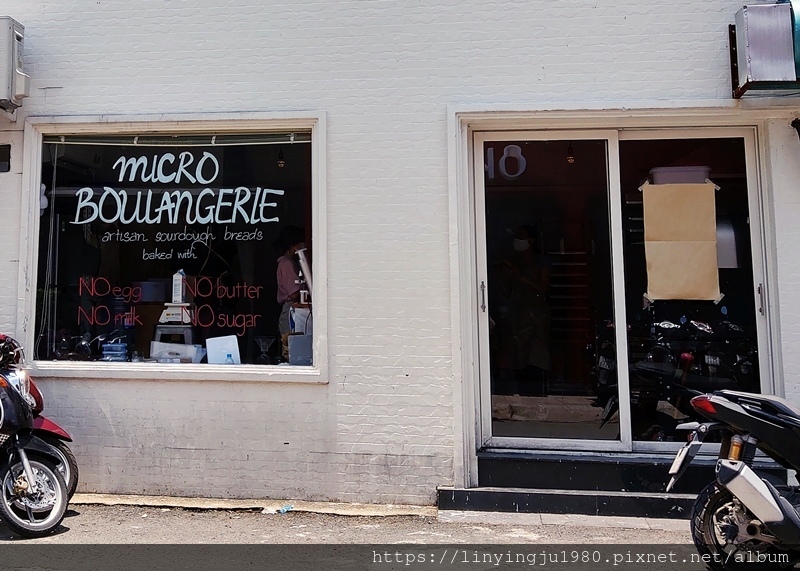 micro
BOULANGERIE
artisan sourdough breads
baked with
NO egg NO butter
NO milk NO sugar
https://linyingju1980.pixnet.net/album